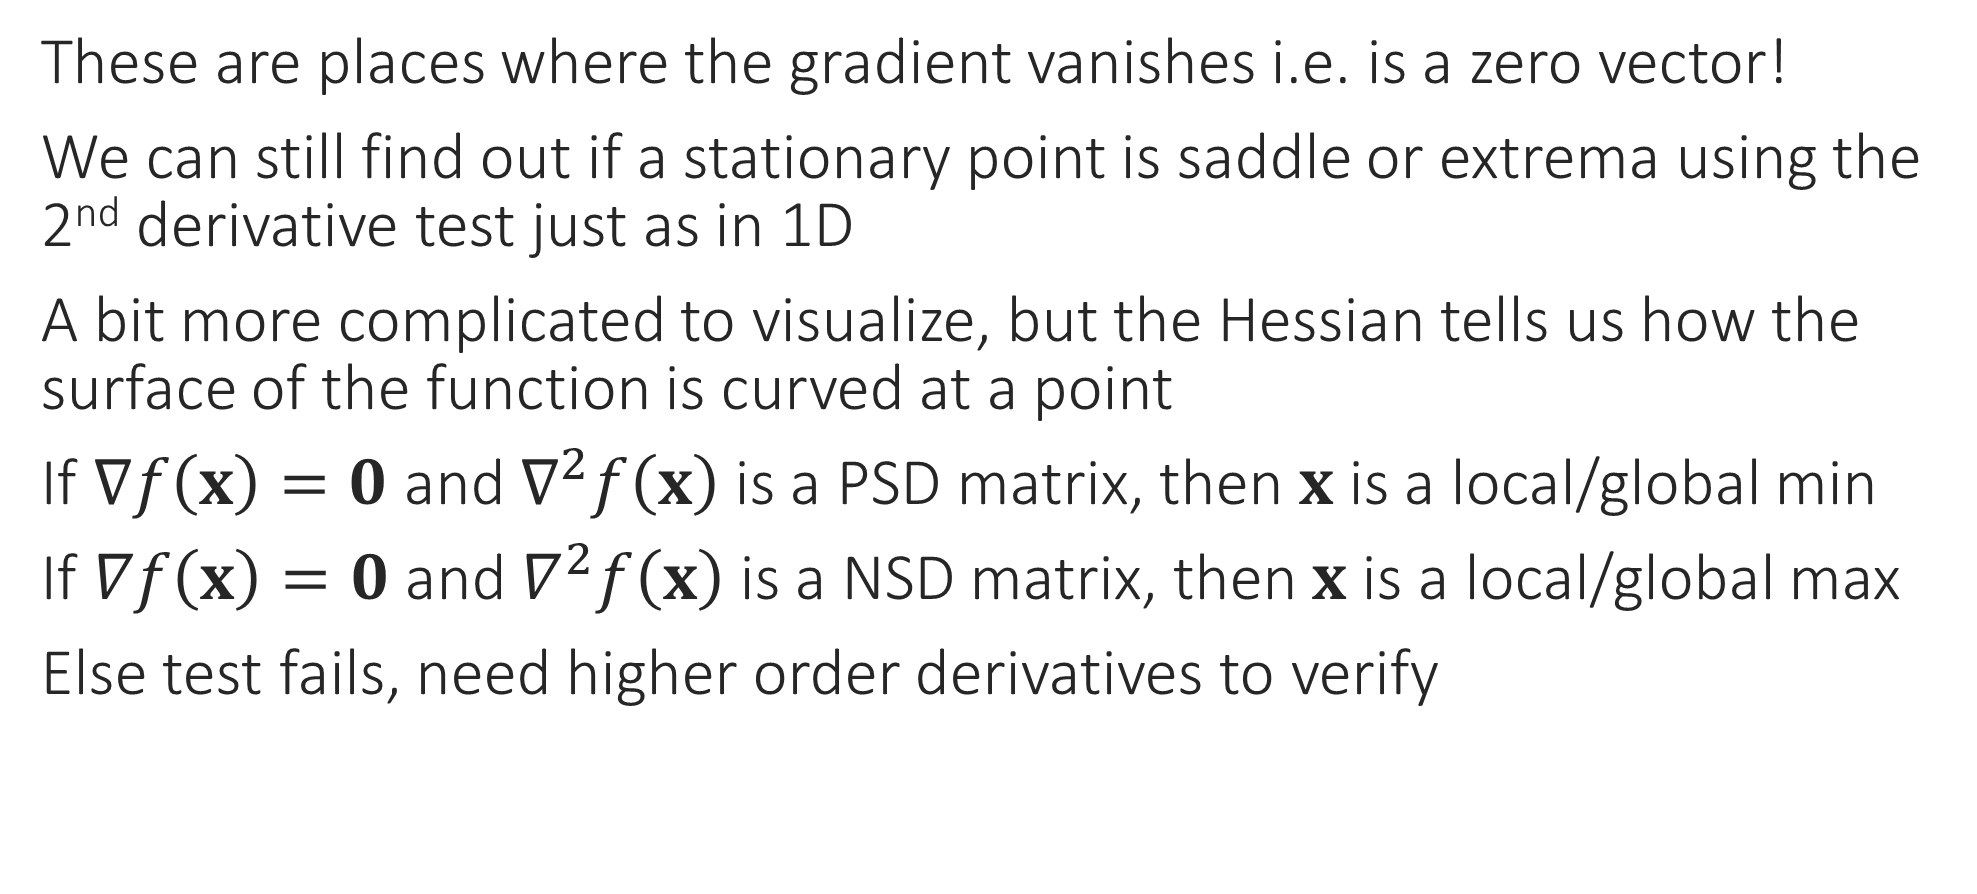 These are places where the gradient vanishes i.e. is a zero vector!
We can still find out if a stationary point is saddle or extrema using the
2ⁿᵈ derivative test just as in 1D
A bit more complicated to visualize, but the Hessian tells us how the
surface of the function is curved at a point
If ∇𝑓(𝐱) = 𝟎 and ∇²𝑓(𝐱) is a PSD matrix, then 𝐱 is a local/global min
If ∇𝑓(𝐱) = 𝟎 and ∇²𝑓(𝐱) is a NSD matrix, then 𝐱 is a local/global max
Else test fails, need higher order derivatives to verify